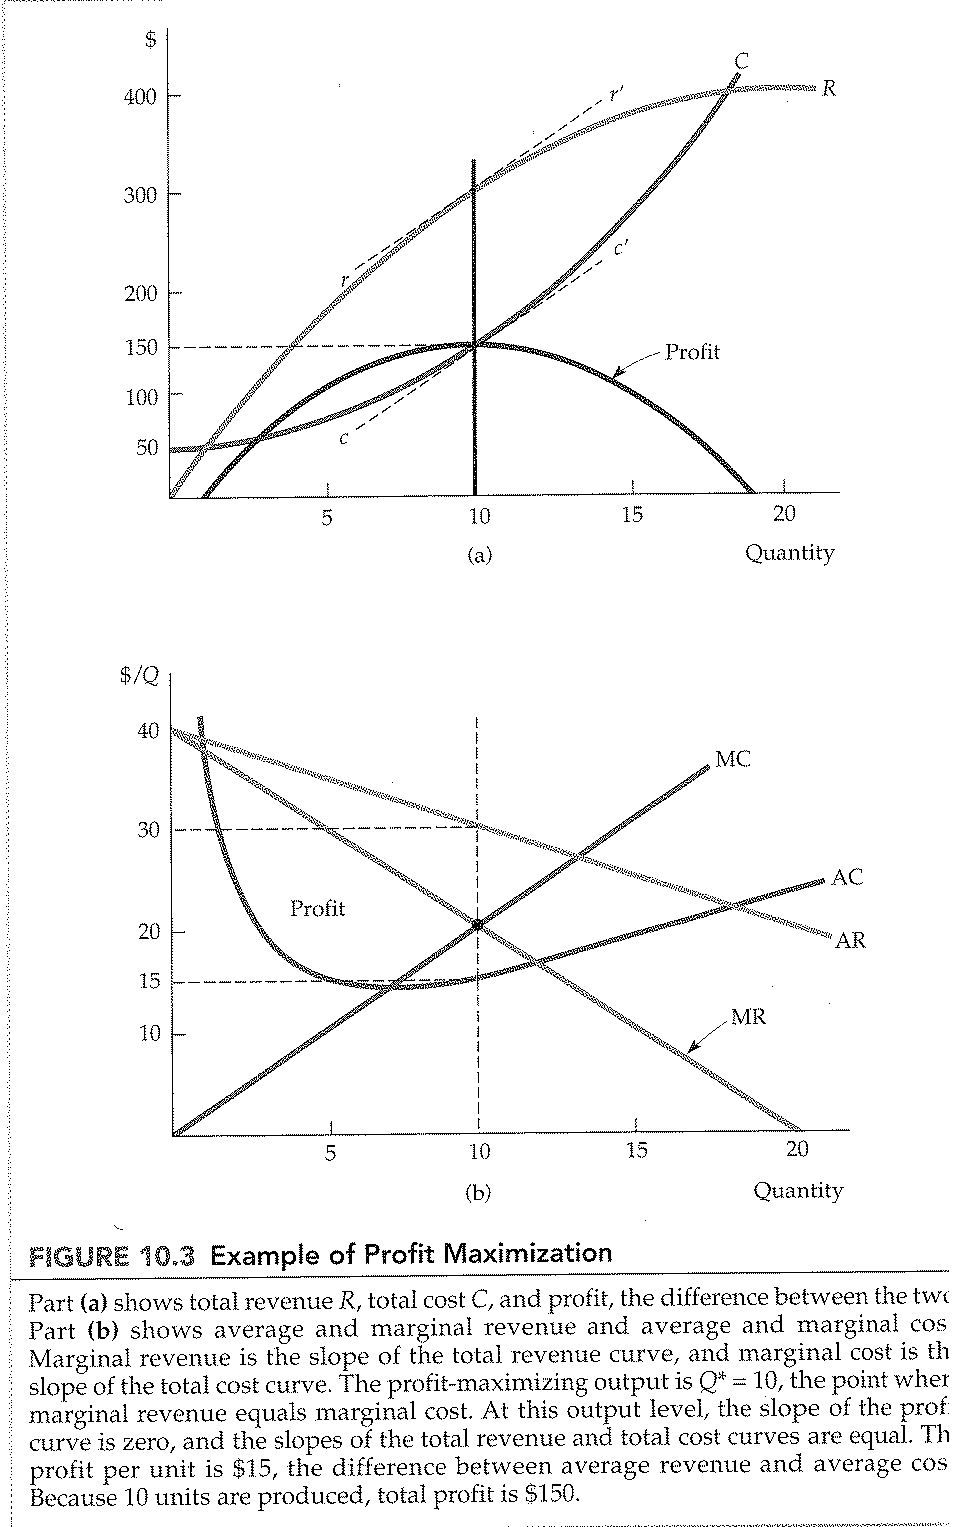 $
400
300
200
150
100
50
C
R
r'
r
c'
c
Profit
5 10 15 20
(a) Quantity
$/Q
40
30
20
15
10
MC
AC
AR
MR
Profit
5 10 15 20
(b) Quantity
FIGURE 10.3 Example of Profit Maximization
Part (a) shows total revenue R, total cost C, and profit, the difference between the
Part (b) shows average and marginal revenue and average and marginal cos
Marginal revenue is the slope of the total revenue curve, and marginal cost is th
slope of the total cost curve. The profit-maximizing output is Q* = 10, the point wher
marginal revenue equals marginal cost. At this output level, the slope of the prof
curve is zero, and the slopes of the total revenue and total cost curves are equal. Th
profit per unit is $15, the difference between average revenue and average cos
Because 10 units are produced, total profit is $150.